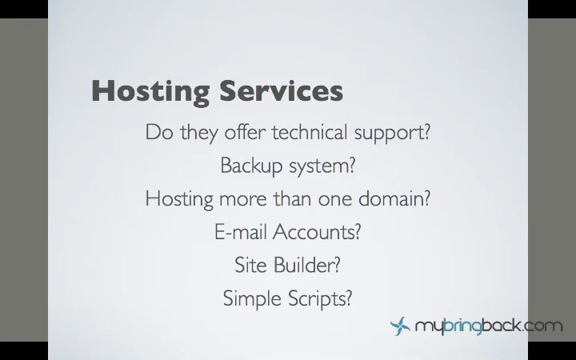 Hosting Services
Do they offer technical support?
Backup system?
Hosting more than one domain?
E-mail Accounts?
Site Builder?
Simple Scripts?
mybringback.com